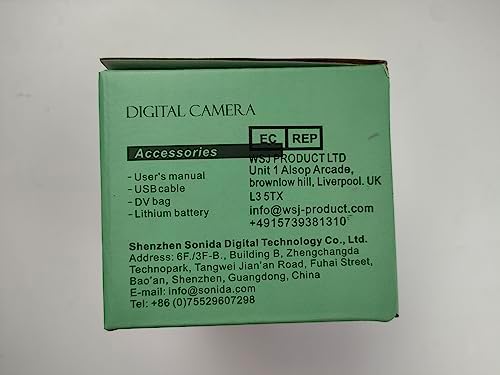 DIGITAL CAMERA
EC REP
Accessories
WSJ PRODUCT LTD
Unit 1 Alsop Arcade,
brownlow hill, Liverpool. UK
L3 5TX
info@wsj-product.com
+4915739381310
- User's manual
- USB cable
- DV bag
- Lithium battery
Shenzhen Sonida Digital Technology Co., Ltd.
Address: 6F./3F-B., Building B, Zhengchangda
Technopark, Tangwei Jian'an Road, Fuhai Street,
Bao'an, Shenzhen, Guangdong, China
E-mail: info@sonida.com
Tel: +86 (0)75529607298